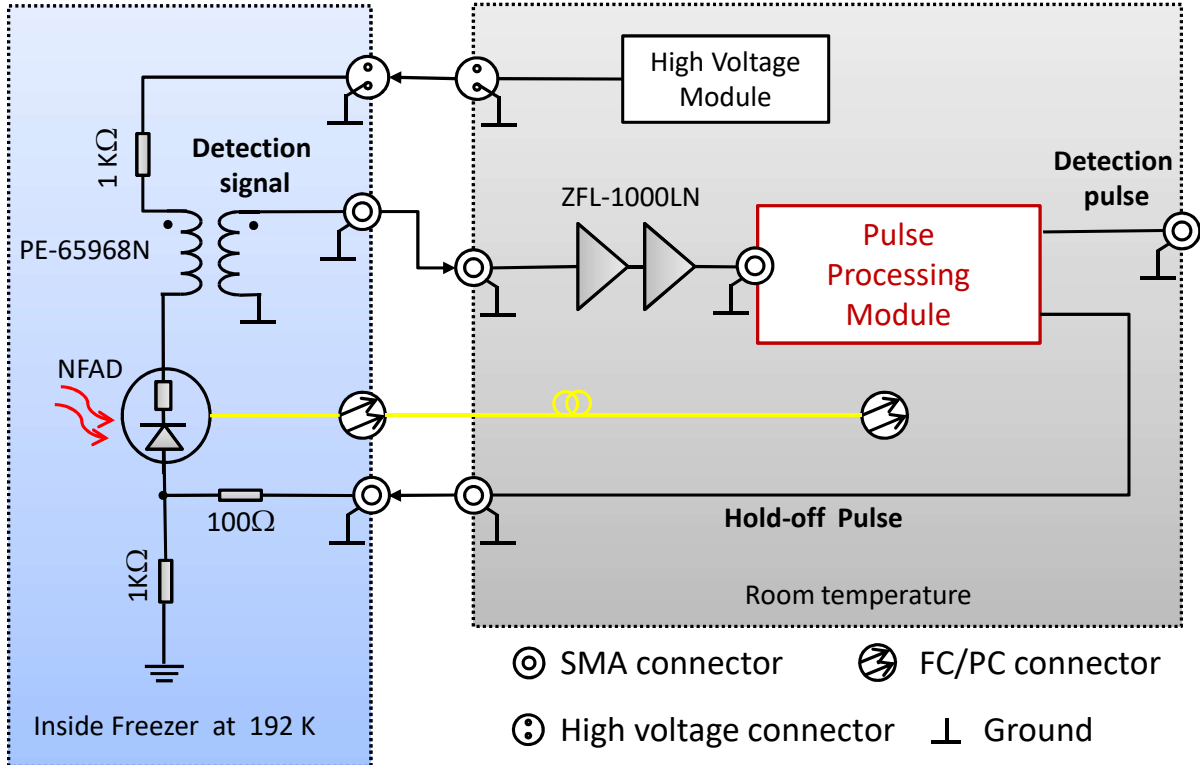 High Voltage
Module
1 KΩ
Detection
signal
PE-65968N
ZFL-1000LN
Detection
pulse
Pulse
Processing
Module
NFAD
100Ω
Hold-off Pulse
1KΩ
Room temperature
Inside Freezer at 192 K
SMA connector
FC/PC connector
High voltage connector
Ground